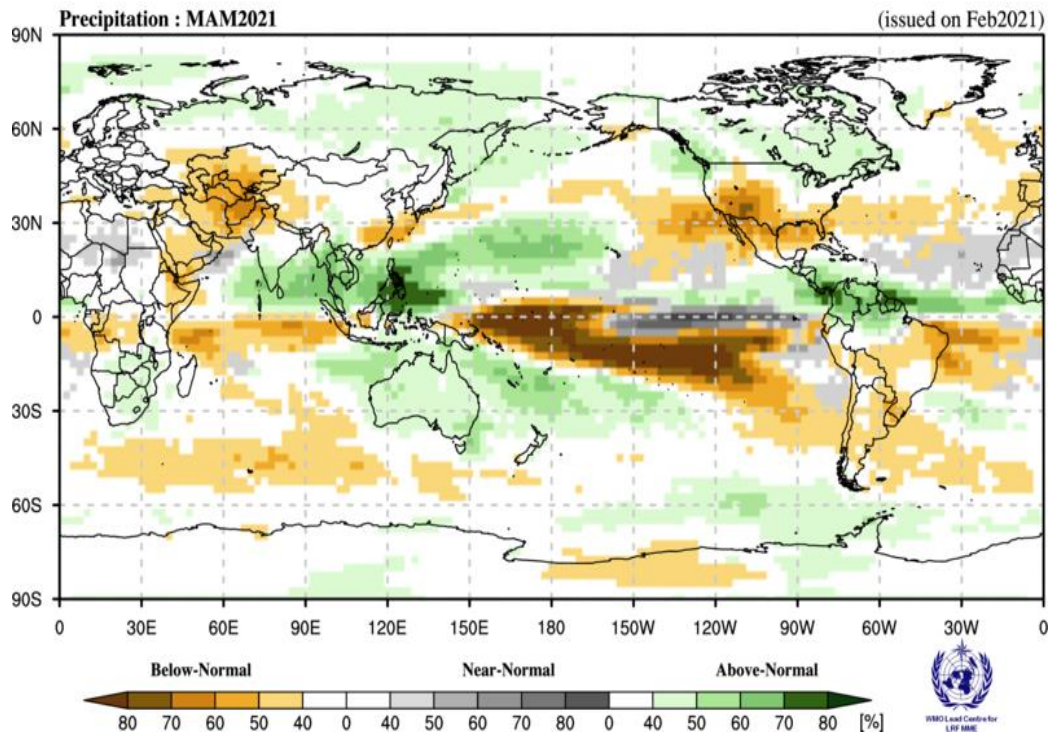 Precipitation : MAM2021 (issued on Feb2021)
90N
60N
30N
0
30S
60S
90S
0 30E 60E 90E 120E 150E 180 150W 120W 90W 60W 30W 0
Below-Normal Near-Normal Above-Normal
80 70 60 50 40 0 40 50 60 70 80 0 40 50 60 70 80 [%]
WMO Lead Centre for
LRF MME